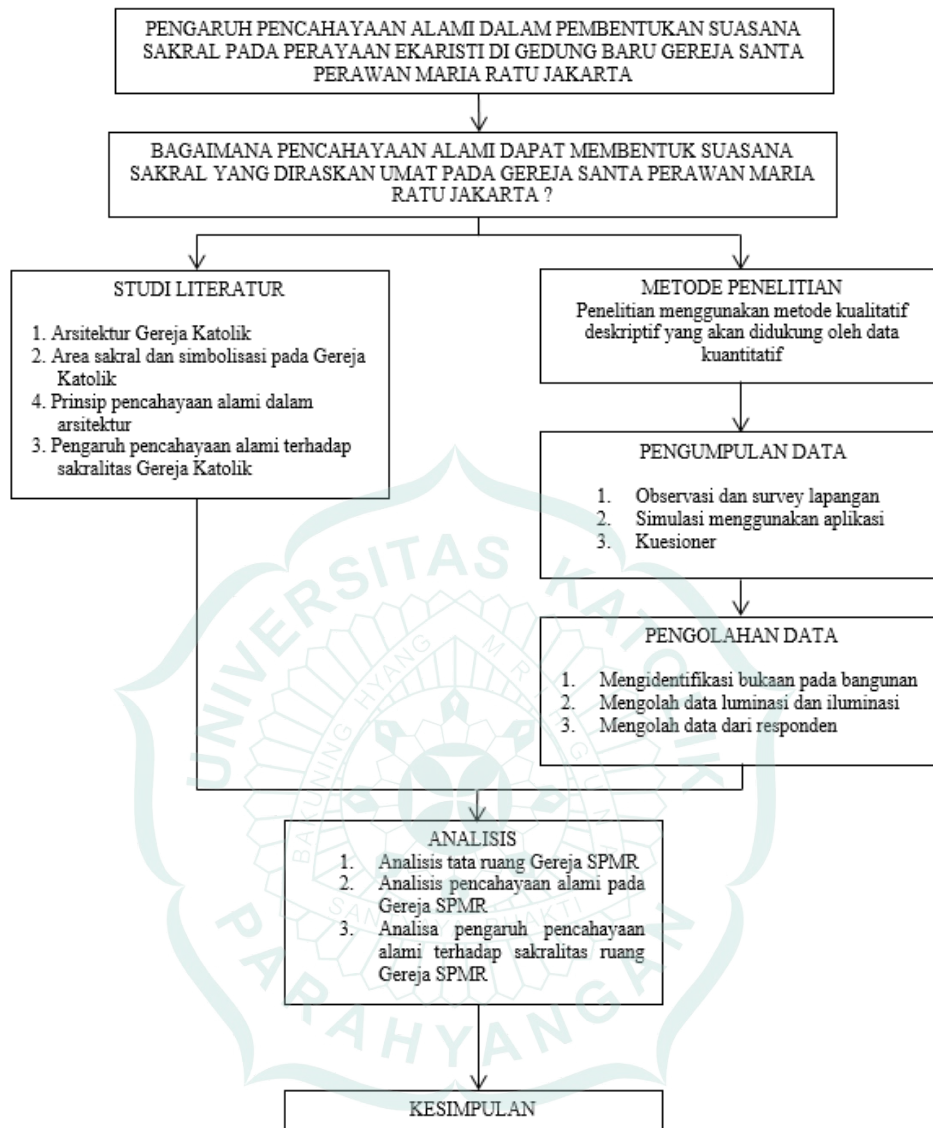 PENGARUH PENCAHAYAAN ALAMI DALAM PEMBENTUKAN SUASANA
SAKRAL PADA PERAYAAN EKARISTI DI GEDUNG BARU GEREJA SANTA
PERAWAN MARIA RATU JAKARTA
BAGAIMANA PENCAHAYAAN ALAMI DAPAT MEMBENTUK SUASANA
SAKRAL YANG DIRASKAN UMAT PADA GEREJA SANTA PERAWAN MARIA
RATU JAKARTA ?
STUDI LITERATUR
1. Arsitektur Gereja Katolik
2. Area sakral dan simbolisasi pada Gereja
Katolik
4. Prinsip pencahayaan alami dalam
arsitektur
3. Pengaruh pencahayaan alami terhadap
sakralitas Gereja Katolik
METODE PENELITIAN
Penelitian menggunakan metode kualitatif
deskriptif yang akan didukung oleh data
kuantitatif
PENGUMPULAN DATA
1. Observasi dan survey lapangan
2. Simulasi menggunakan aplikasi
3. Kuesioner
PENGOLAHAN DATA
1. Mengidentifikasi bukaan pada bangunan
2. Mengolah data luminasi dan iluminasi
3. Mengolah data dari responden
ANALISIS
1. Analisis tata ruang Gereja SPMR
2. Analisis pencahayaan alami pada
Gereja SPMR
3. Analisa pengaruh pencahayaan
alami terhadap sakralitas ruang
Gereja SPMR
KESIMPULAN
UNIVERSITAS KATOLIK
PARAHYANGAN